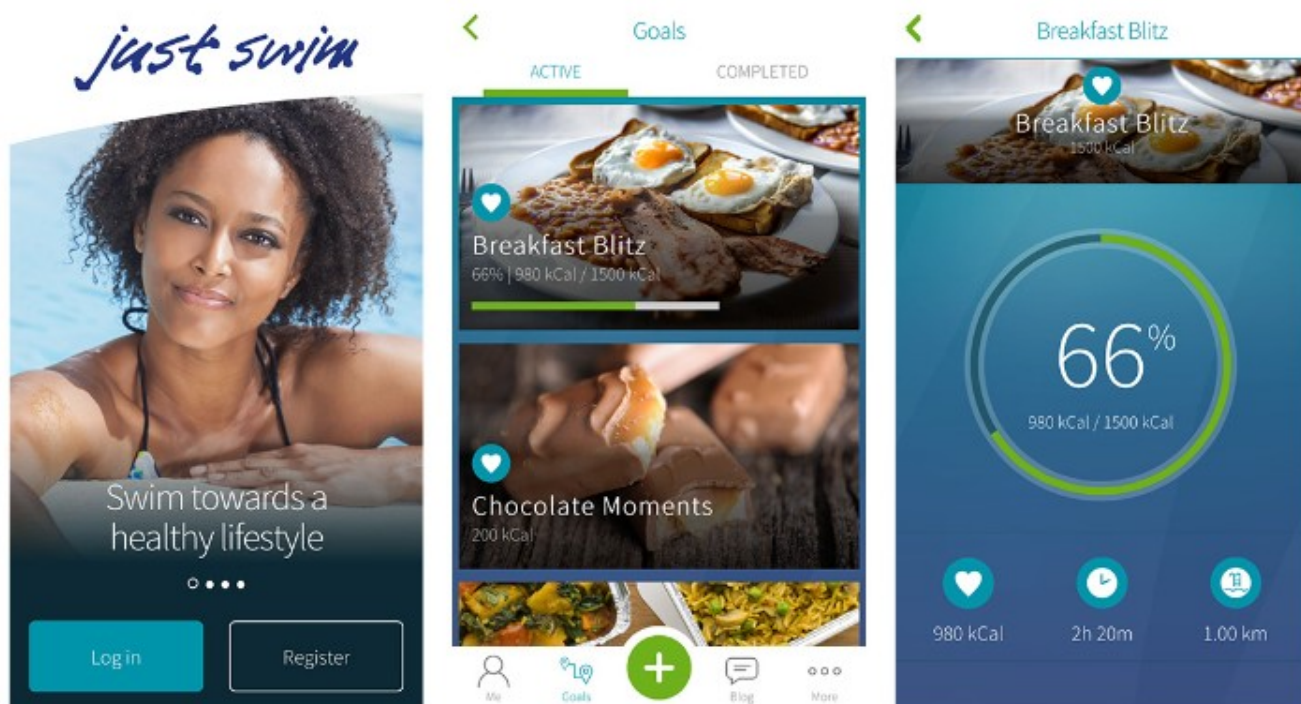 just swim
Swim towards a
healthy lifestyle
Log in
Register
Goals
ACTIVE
COMPLETED
Breakfast Blitz
66% | 980 kCal / 1500 kCal
Chocolate Moments
200 kCal
Me
Goals
Blog
More
Breakfast Blitz
Breakfast Blitz
1500 kCal
66%
980 kCal / 1500 kCal
980 kCal
2h 20m
1.00 km